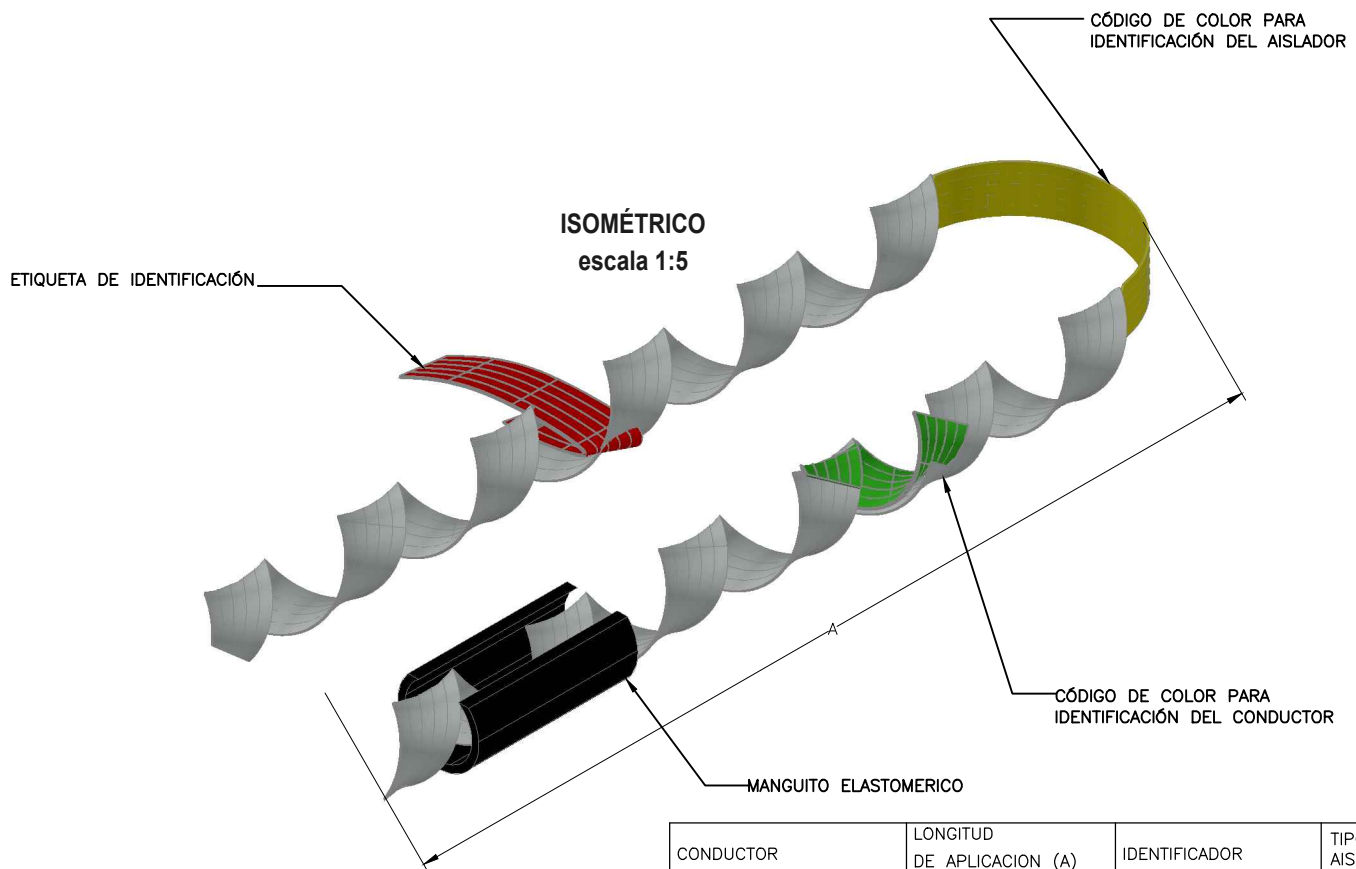 CÓDIGO DE COLOR PARA
IDENTIFICACIÓN DEL AISLADOR
ISOMÉTRICO
escala 1:5
ETIQUETA DE IDENTIFICACIÓN
A
CÓDIGO DE COLOR PARA
IDENTIFICACIÓN DEL CONDUCTOR
MANGUITO ELASTOMERICO
CONDUCTOR
LONGITUD
DE APLICACION (A)
IDENTIFICADOR